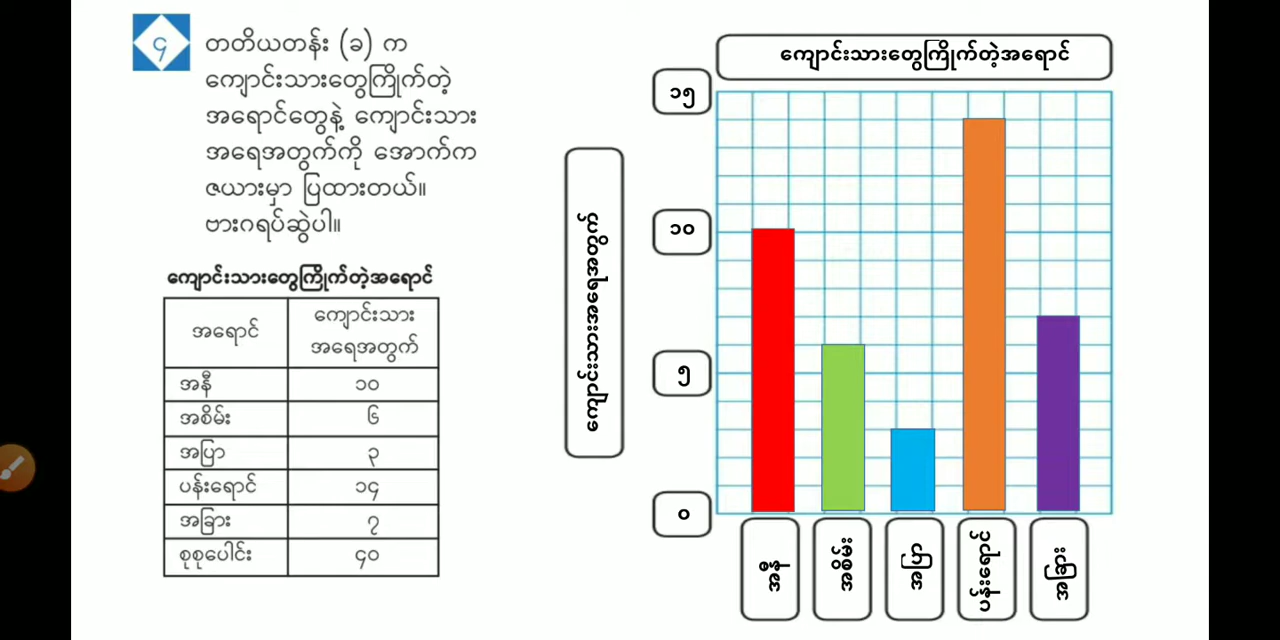 ၄
တတိယတန်း (ခ) က
ကျောင်းသားတွေကြိုက်တဲ့
အရောင်တွေနဲ့ ကျောင်းသား
အရေအတွက်ကို အောက်က
ဇယားမှာ ပြထားတယ်။
ဗားဂရပ်ဆွဲပါ။
ကျောင်းသားတွေကြိုက်တဲ့အရောင်
အရောင် ကျောင်းသား
အရေအတွက်
အနီ ၁၀
အစိမ်း ၆
အပြာ ၃
ပန်းရောင် ၁၄
အခြား ၇
စုစုပေါင်း ၄၀
ကျောင်းသားတွေကြိုက်တဲ့အရောင်
ကျောင်းသားအရေအတွက်
၁၅
၁၀
၅
၀
အနီ
အစိမ်း
အပြာ
ပန်းရောင်
အခြား